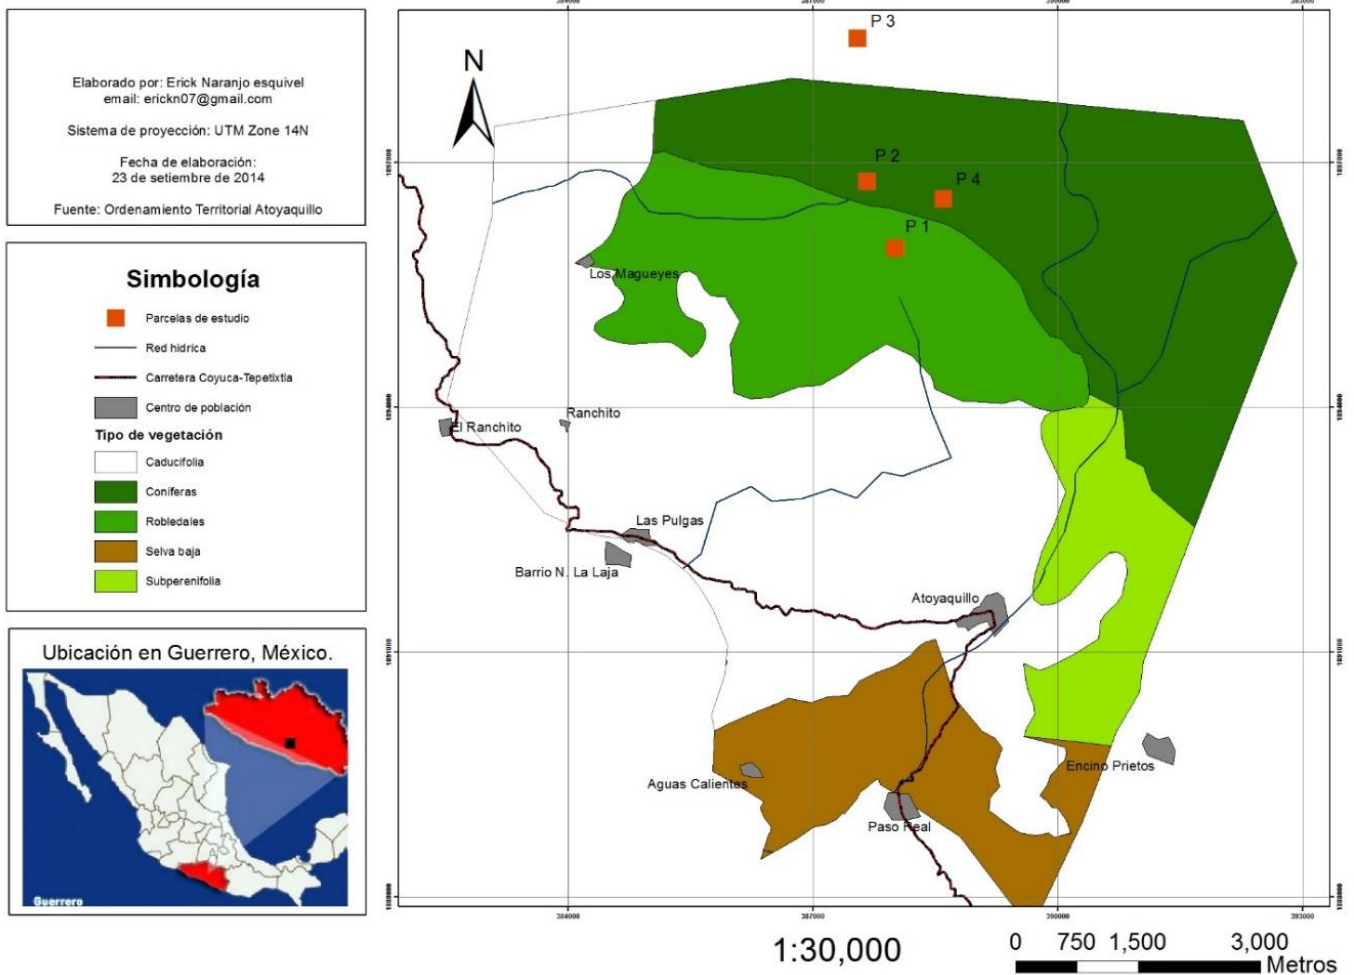 Elaborado por: Erick Naranjo esquivel
email: erickn07@gmail.com
Sistema de proyección: UTM Zone 14N
Fecha de elaboración:
23 de setiembre de 2014
Fuente: Ordenamiento Territorial Atoyaquillo
Simbología
Parcelas de estudio
Red hidríca
Carretera Coyuca-Tepetixtla
Centro de población
Tipo de vegetación
Caducifolia
Coníferas
Robledales
Selva baja
Subperenifolia
Ubicación en Guerrero, México.
Guerrero
N
P 3
P 2
P 4
P 1
Los Magueyes
Ranchito
El Ranchito
Las Pulgas
Barrio N. La Laja
Atoyaquillo
Encino Prietos
Aguas Calientes
Paso Real
384000
387000
390000
1:30,000
0 750 1,500 3,000
Metros